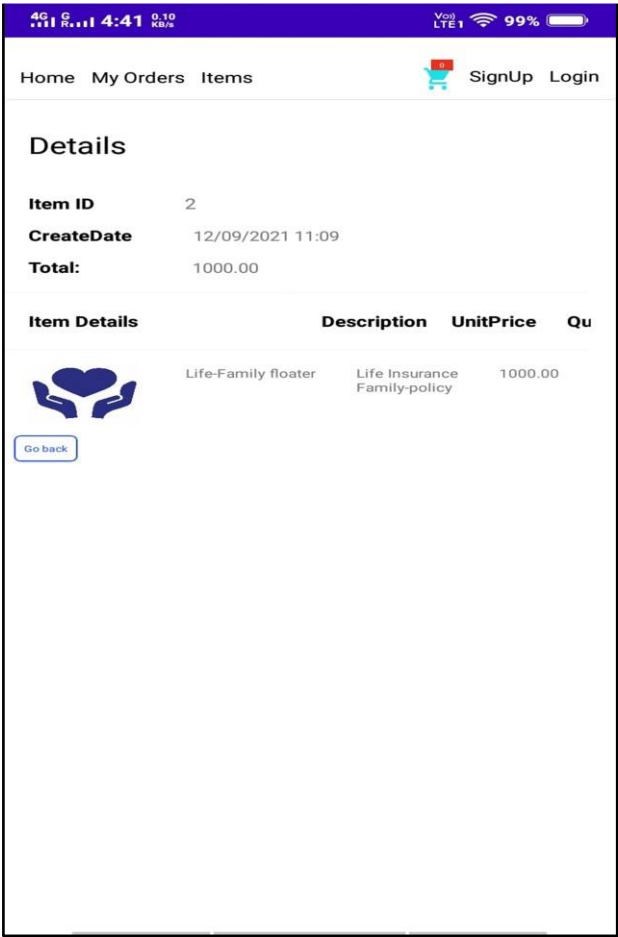 4G G R 4:41 0.10 KB/s Vo)) LTE1 99%
Home My Orders Items 0 SignUp Login
Details
Item ID 2
CreateDate 12/09/2021 11:09
Total: 1000.00
Item Details Description UnitPrice Qu
Life-Family floater Life Insurance 1000.00
Family-policy
Go back